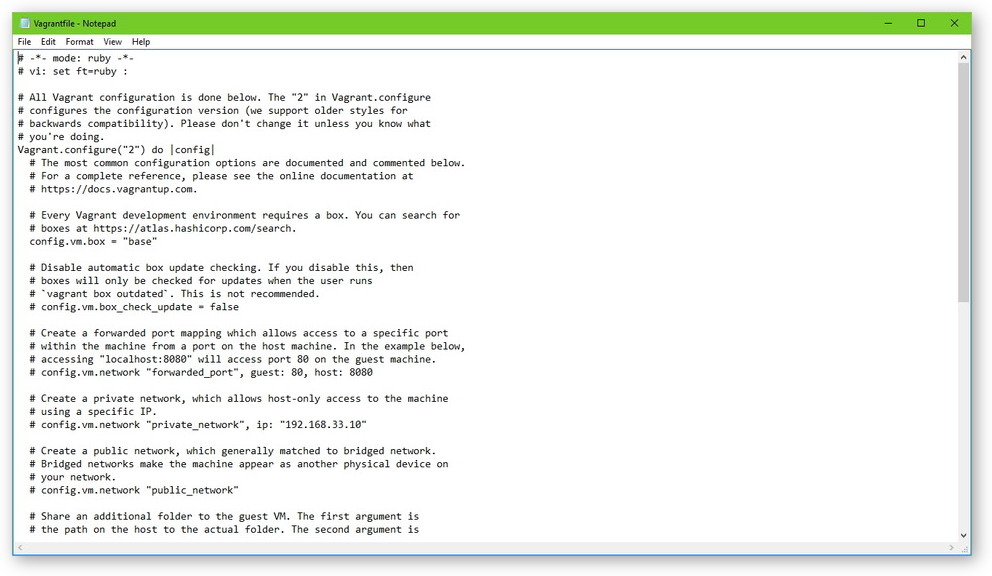 Vagrantfile - Notepad
File Edit Format View Help
# -*- mode: ruby -*-
# vi: set ft=ruby :

# All Vagrant configuration is done below. The "2" in Vagrant.configure
# configures the configuration version (we support older styles for
# backwards compatibility). Please don't change it unless you know what
# you're doing.
Vagrant.configure("2") do |config|
  # The most common configuration options are documented and commented below.
  # For a complete reference, please see the online documentation at
  # https://docs.vagrantup.com.

  # Every Vagrant development environment requires a box. You can search for
  # boxes at https://atlas.hashicorp.com/search.
  config.vm.box = "base"

  # Disable automatic box update checking. If you disable this, then
  # boxes will only be checked for updates when the user runs
  # `vagrant box outdated`. This is not recommended.
  # config.vm.box_check_update = false

  # Create a forwarded port mapping which allows access to a specific port
  # within the machine from a port on the host machine. In the example below,
  # accessing "localhost:8080" will access port 80 on the guest machine.
  # config.vm.network "forwarded_port", guest: 80, host: 8080

  # Create a private network, which allows host-only access to the machine
  # using a specific IP.
  # config.vm.network "private_network", ip: "192.168.33.10"

  # Create a public network, which generally matched to bridged network.
  # Bridged networks make the machine appear as another physical device on
  # your network.
  # config.vm.network "public_network"

  # Share an additional folder to the guest VM. The first argument is
  # the path on the host to the actual folder. The second argument is